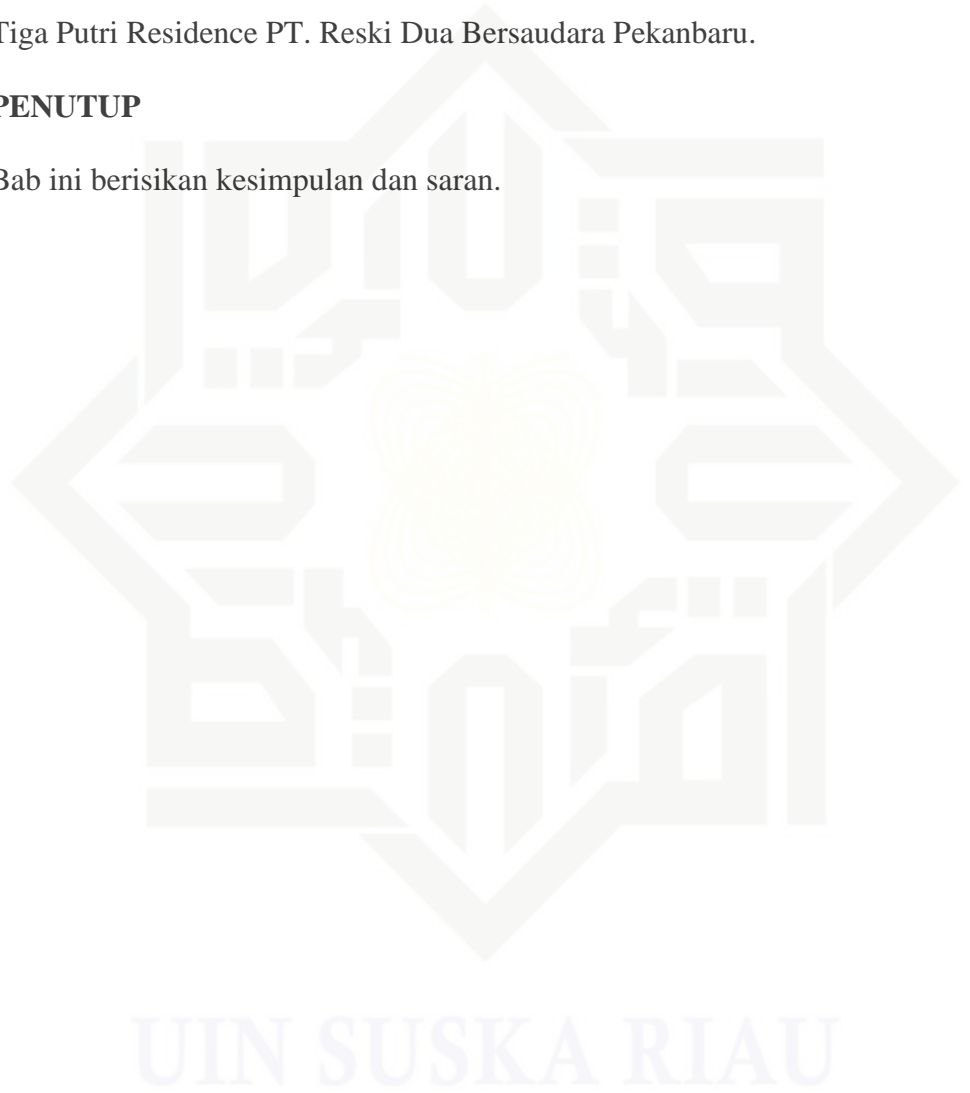 Tiga Putri Residence PT. Reski Dua Bersaudara Pekanbaru.
PENUTUP
Bab ini berisikan kesimpulan dan saran.
UIN SUSKA RIAU